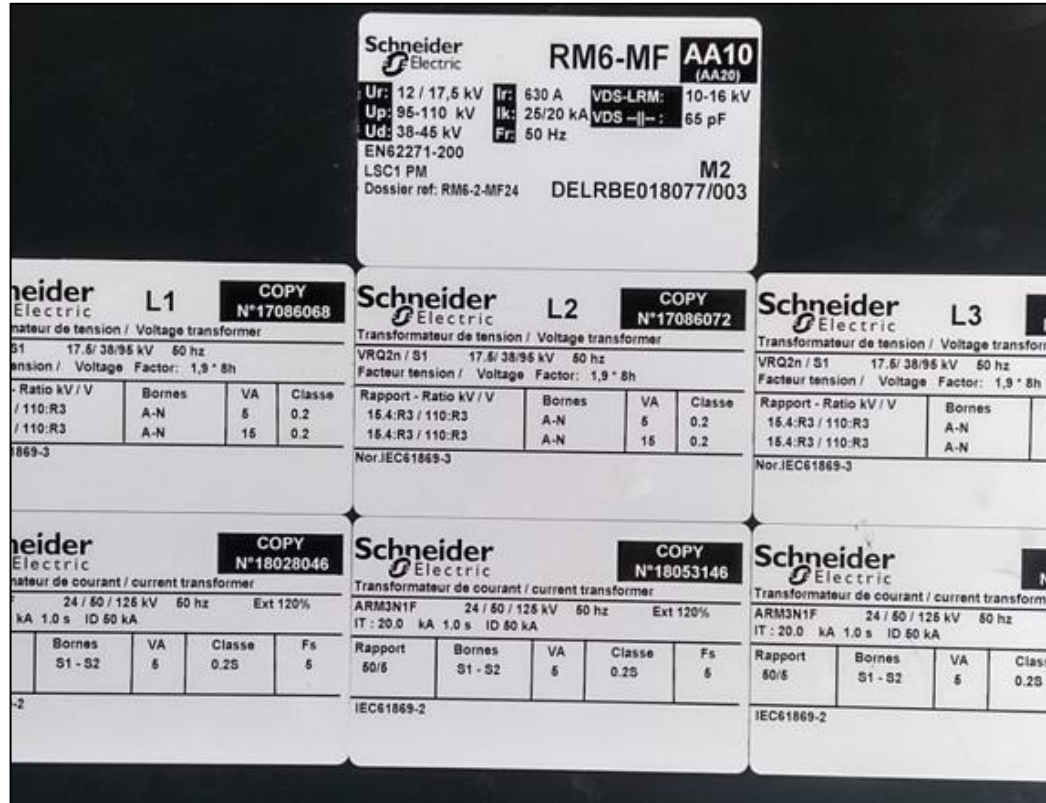 Schneider Electric RM6-MF AA10 (AA20)
Ur: 12 / 17,5 kV Ir: 630 A VDS-LRM: 10-16 kV
Up: 95-110 kV Ik: 25/20 kA VDS –||– : 65 pF
Ud: 38-45 kV Fr: 50 Hz
EN62271-200
LSC1 PM M2
Dossier ref: RM6-2-MF24 DELRBE018077/003
neider Electric L1 COPY N°17086068
mateur de tension / Voltage transformer
S1 17.5/ 38/95 kV 50 hz
ension / Voltage Factor: 1,9 * 8h
- Ratio kV / V Bornes VA Classe
/ 110:R3 A-N 5 0.2
/ 110:R3 A-N 15 0.2
1869-3
Schneider Electric L2 COPY N°17086072
Transformateur de tension / Voltage transformer
VRQ2n / S1 17.5/ 38/95 kV 50 hz
Facteur tension / Voltage Factor: 1,9 * 8h
Rapport - Ratio kV / V Bornes VA Classe
15.4:R3 / 110:R3 A-N 5 0.2
15.4:R3 / 110:R3 A-N 15 0.2
Nor.IEC61869-3
Schneider Electric L3
Transformateur de tension / Voltage transform
VRQ2n / S1 17.5/ 38/95 kV 50 hz
Facteur tension / Voltage Factor: 1,9 * 8h
Rapport - Ratio kV / V Bornes
15.4:R3 / 110:R3 A-N
15.4:R3 / 110:R3 A-N
Nor.IEC61869-3
neider Electric COPY N°18028046
mateur de courant / current transformer
24 / 50 / 125 kV 50 hz Ext 120%
kA 1.0 s ID 50 kA
Bornes VA Classe Fs
S1 - S2 5 0.2S 5
-2
Schneider Electric COPY N°18053146
Transformateur de courant / current transformer
ARM3N1F 24 / 50 / 125 kV 50 hz Ext 120%
IT : 20.0 kA 1.0 s ID 50 kA
Rapport Bornes VA Classe Fs
50/5 S1 - S2 5 0.2S 5
IEC61869-2
Schneider Electric
Transformateur de courant / current transform
ARM3N1F 24 / 50 / 125 kV 50 hz
IT : 20.0 kA 1.0 s ID 50 kA
Rapport Bornes VA Class
50/5 S1 - S2 5 0.2S
IEC61869-2